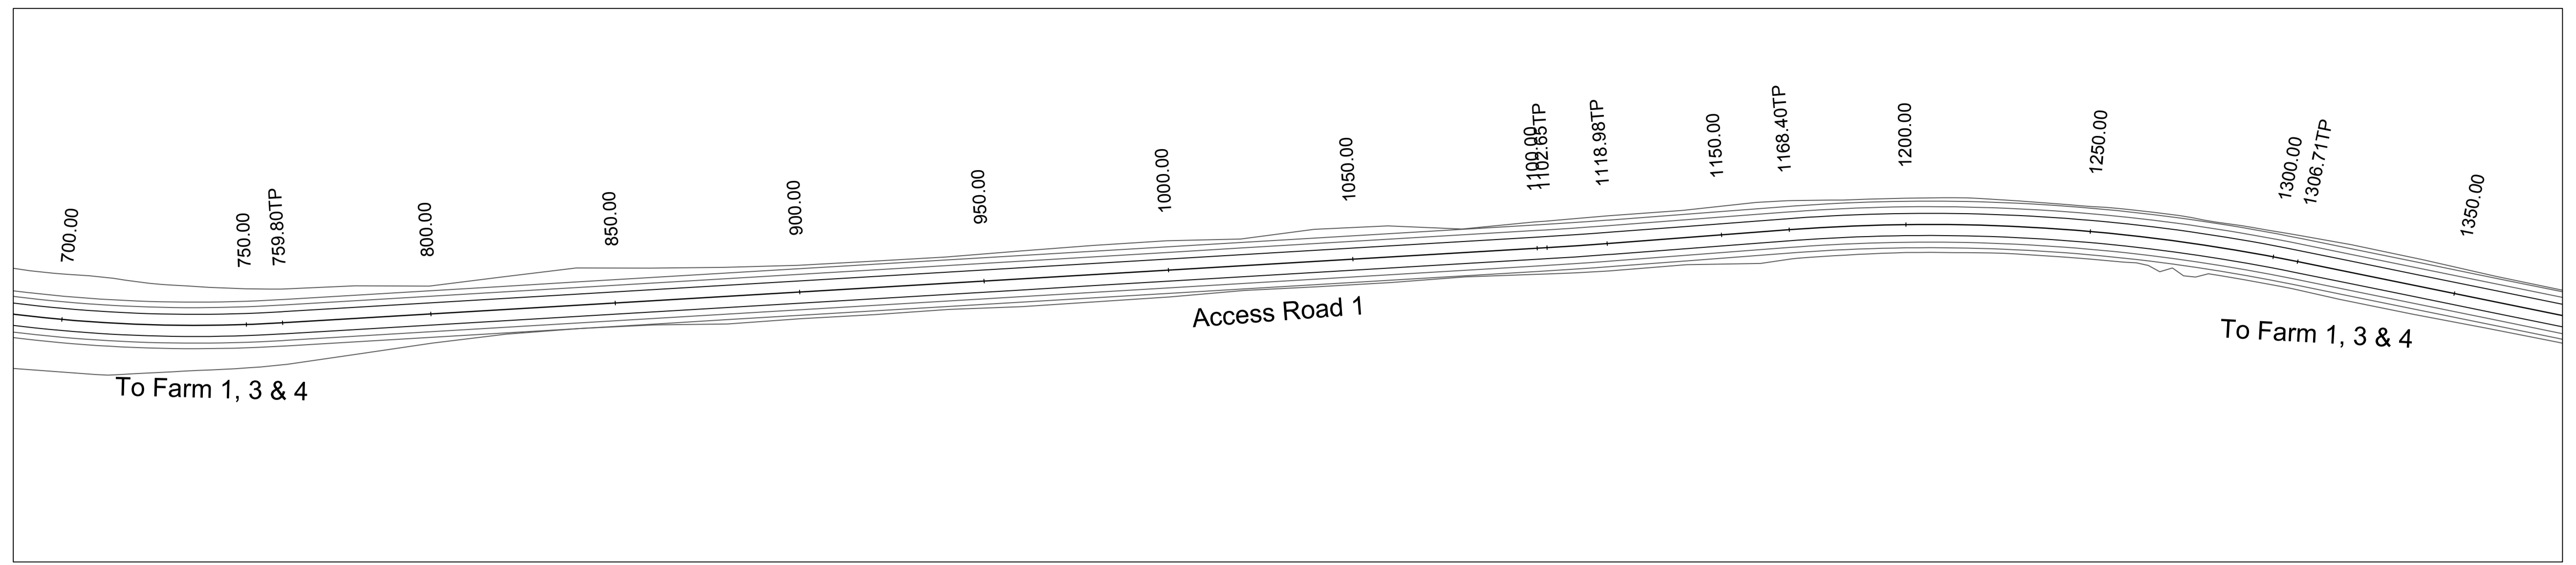 700.00
750.00
759.80TP
800.00
850.00
900.00
950.00
1000.00
1050.00
1100.00
1102.65TP
1118.98TP
1150.00
1168.40TP
1200.00
1250.00
1300.00
1306.71TP
1350.00
Access Road 1
To Farm 1, 3 & 4
To Farm 1, 3 & 4